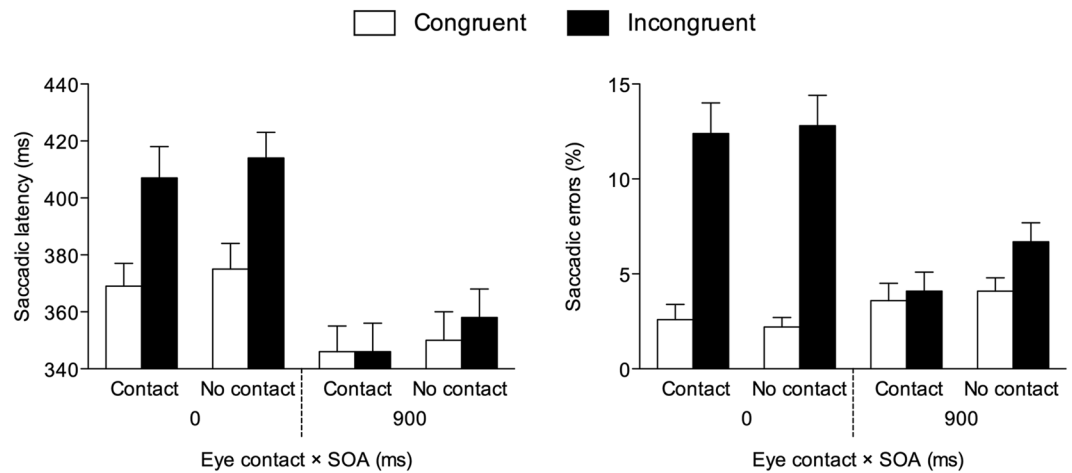 Congruent
Incongruent
Saccadic latency (ms)
440
420
400
380
360
340
Contact No contact Contact No contact
0 900
Eye contact × SOA (ms)
Saccadic errors (%)
15
10
5
0
Contact No contact Contact No contact
0 900
Eye contact × SOA (ms)